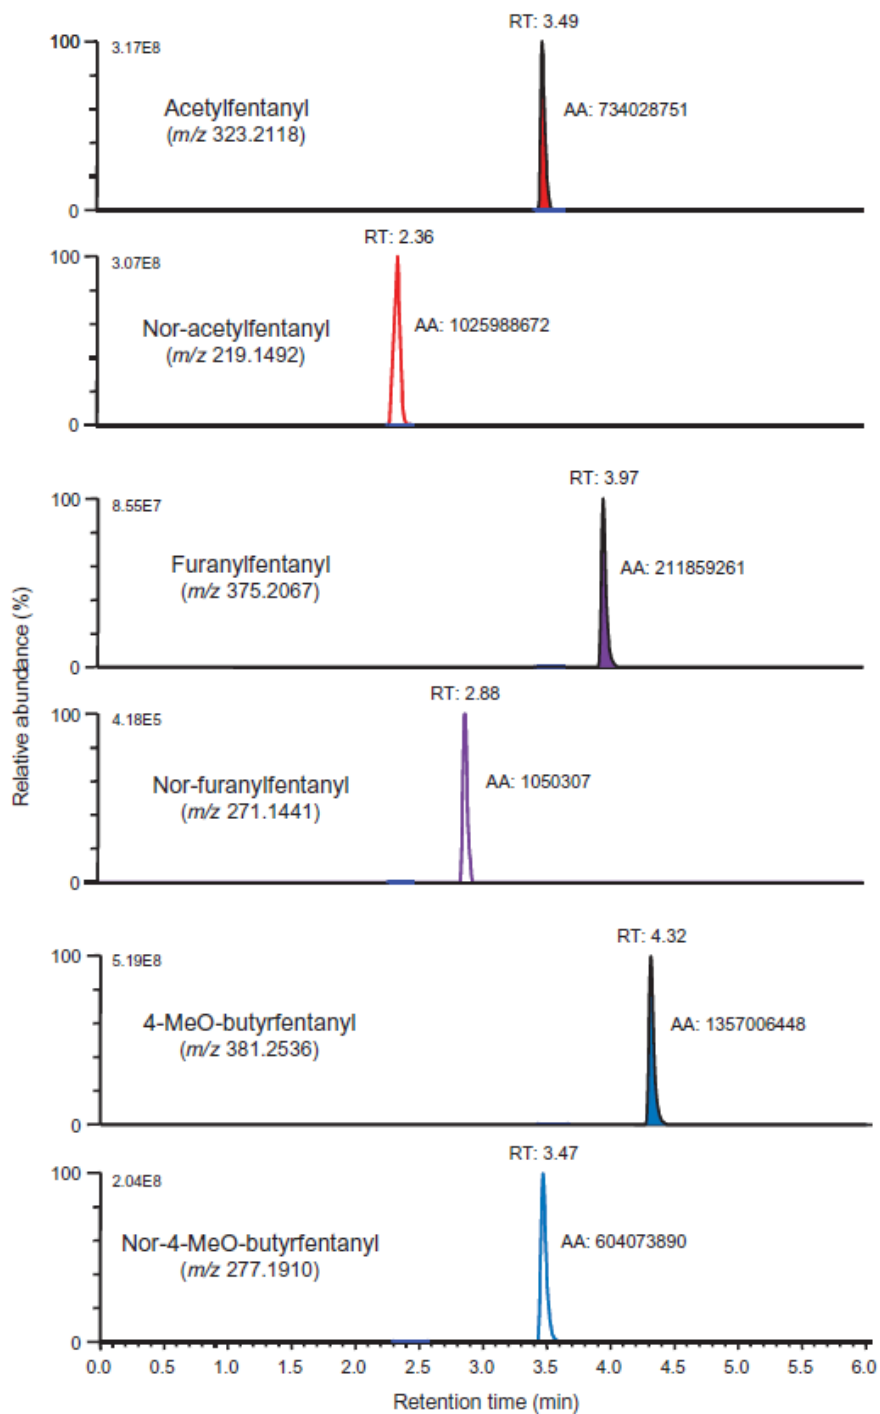 RT: 3.49
100
3.17E8
Acetylfentanyl
(m/z 323.2118)
AA: 734028751
0
RT: 2.36
100
3.07E8
Nor-acetylfentanyl
(m/z 219.1492)
AA: 1025988672
0
RT: 3.97
100
8.55E7
Furanylfentanyl
(m/z 375.2067)
AA: 211859261
0
Relative abundance (%)
RT: 2.88
100
4.18E5
Nor-furanylfentanyl
(m/z 271.1441)
AA: 1050307
0
RT: 4.32
100
5.19E8
4-MeO-butyrfentanyl
(m/z 381.2536)
AA: 1357006448
0
RT: 3.47
100
2.04E8
Nor-4-MeO-butyrfentanyl
(m/z 277.1910)
AA: 604073890
0
0.0 0.5 1.0 1.5 2.0 2.5 3.0 3.5 4.0 4.5 5.0 5.5 6.0
Retention time (min)